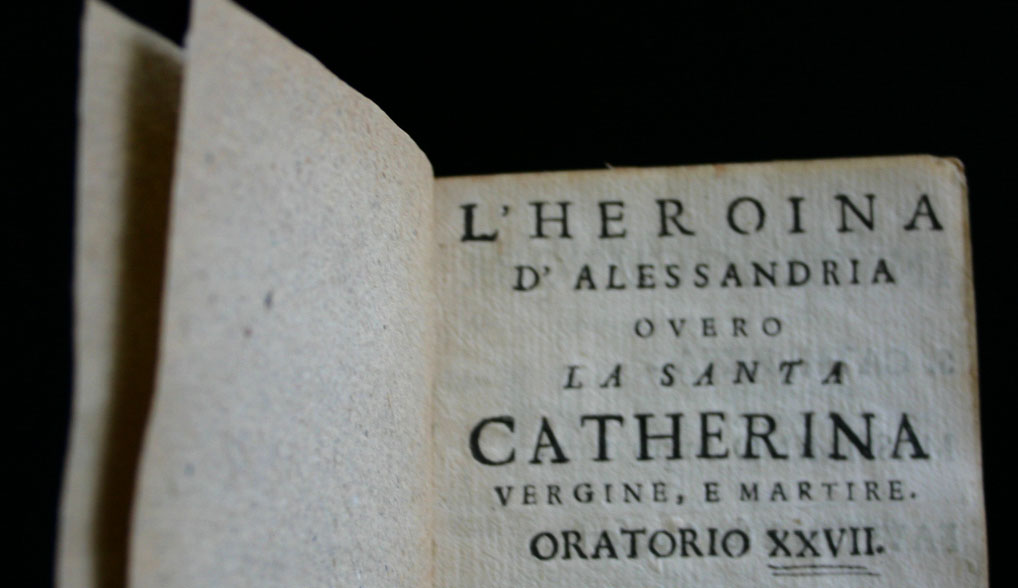 L'HEROINA
D' ALESSANDRIA
OVERO
LA SANTA
CATHERINA
VERGINE, E MARTIRE.
ORATORIO XXVII.